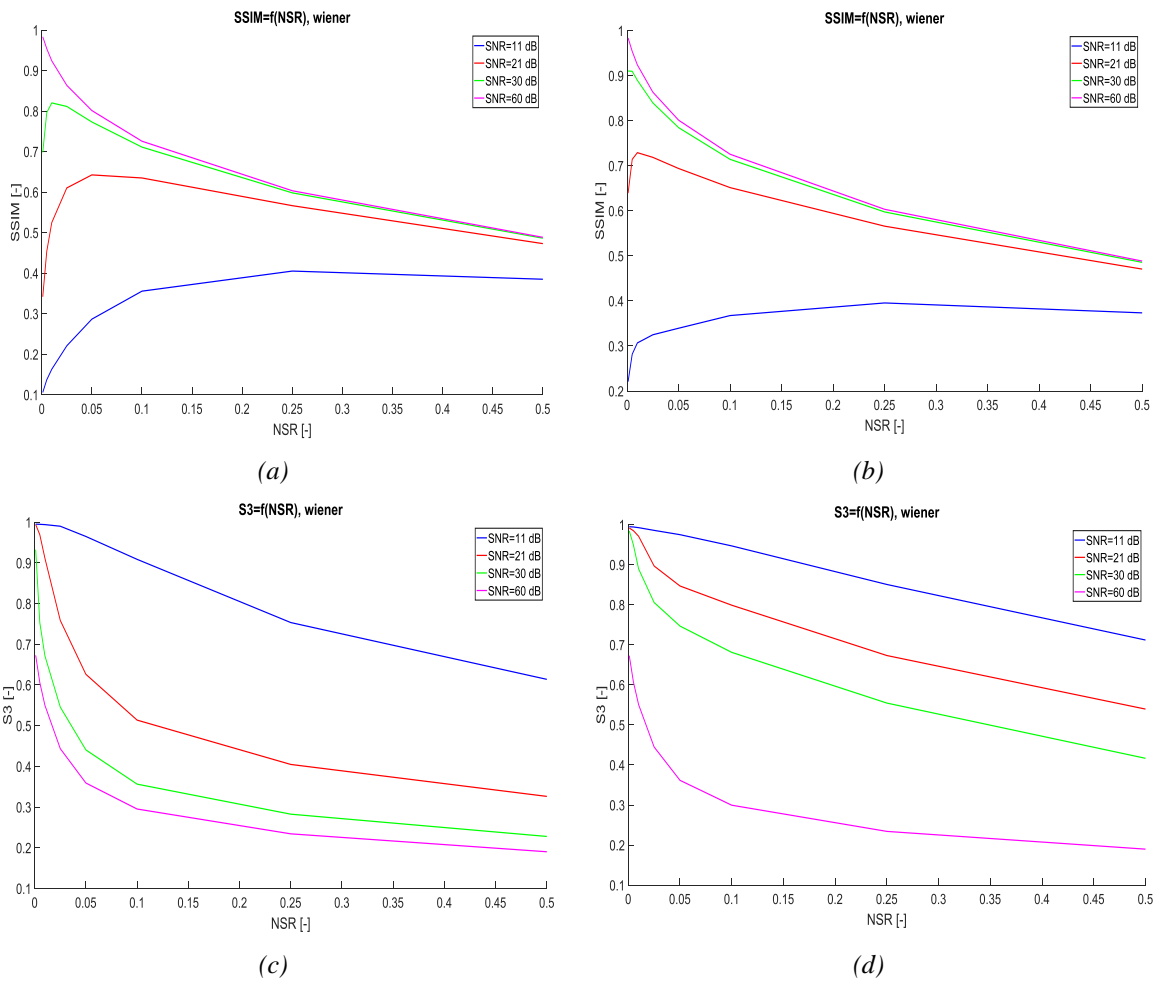 SSIM=f(NSR), wiener
SSIM [-]
1
0.9
0.8
0.7
0.6
0.5
0.4
0.3
0.2
0.1
0 0.05 0.1 0.15 0.2 0.25 0.3 0.35 0.4 0.45 0.5
NSR [-]
SNR=11 dB
SNR=21 dB
SNR=30 dB
SNR=60 dB
(a)
SSIM=f(NSR), wiener
SSIM [-]
1
0.9
0.8
0.7
0.6
0.5
0.4
0.3
0.2
0 0.05 0.1 0.15 0.2 0.25 0.3 0.35 0.4 0.45 0.5
NSR [-]
SNR=11 dB
SNR=21 dB
SNR=30 dB
SNR=60 dB
(b)
S3=f(NSR), wiener
S3 [-]
1
0.9
0.8
0.7
0.6
0.5
0.4
0.3
0.2
0.1
0 0.05 0.1 0.15 0.2 0.25 0.3 0.35 0.4 0.45 0.5
NSR [-]
SNR=11 dB
SNR=21 dB
SNR=30 dB
SNR=60 dB
(c)
S3=f(NSR), wiener
S3 [-]
1
0.9
0.8
0.7
0.6
0.5
0.4
0.3
0.2
0.1
0 0.05 0.1 0.15 0.2 0.25 0.3 0.35 0.4 0.45 0.5
NSR [-]
SNR=11 dB
SNR=21 dB
SNR=30 dB
SNR=60 dB
(d)